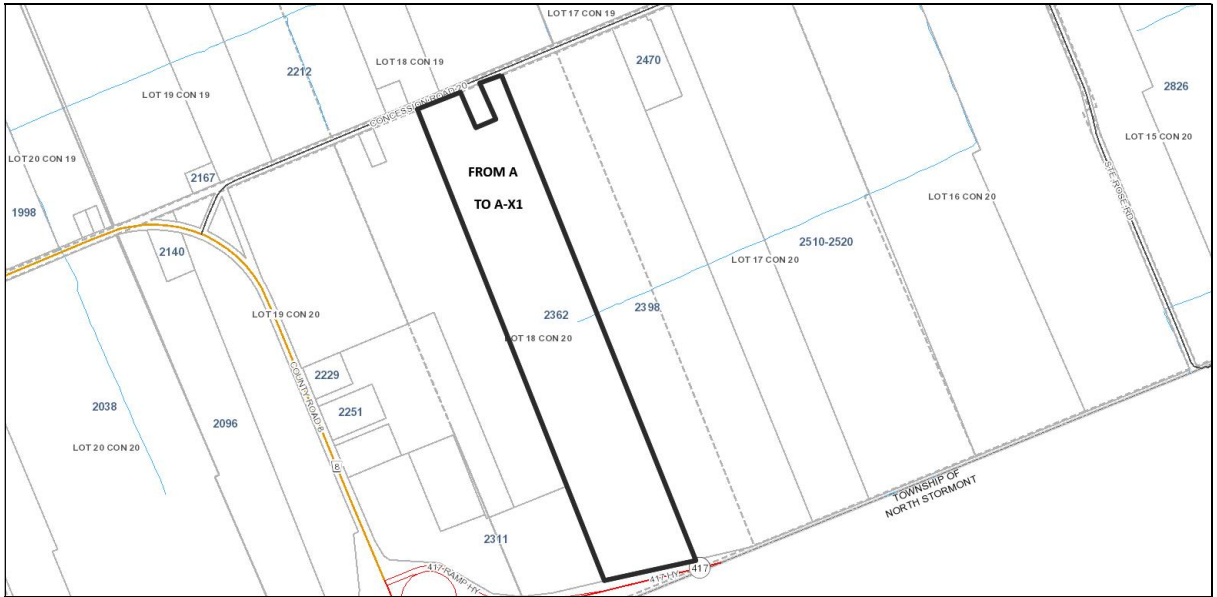 LOT 17 CON 19
2470
LOT 18 CON 19
2212
2826
LOT 19 CON 19
CONCESSION ROAD 20
LOT 15 CON 20
LOT 20 CON 19
2167
FROM A
TO A-X1
STE ROSE RD
LOT 16 CON 20
1998
2140
2510-2520
LOT 17 CON 20
2362
2398
LOT 19 CON 20
LOT 18 CON 20
2229
COUNTY ROAD 8
2038
2251
2096
LOT 20 CON 20
8
TOWNSHIP OF
NORTH STORMONT
2311
417 RAMP HY
417 HY
417